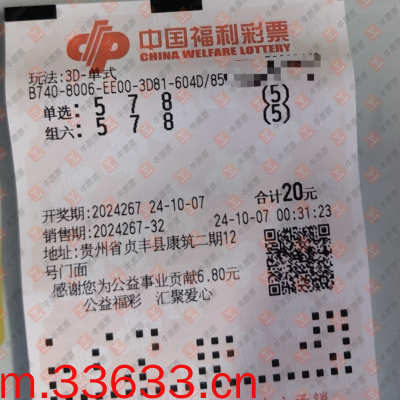 中国福利彩票
CHINA WELFARE LOTTERY
玩法:3D-单式
B740-8006-EE00-3D81-604D/85
单选: 5 7 8 (5)
组六: 5 7 8 (5)
开奖期:2024267 24-10-07 合计20元
销售期:2024267-32 24-10-07 00:31:23
地址:贵州省贞丰县康筑二期12
号门面
感谢您为公益事业贡献6.80元
公益福彩 汇聚爱心
m.33633.cn